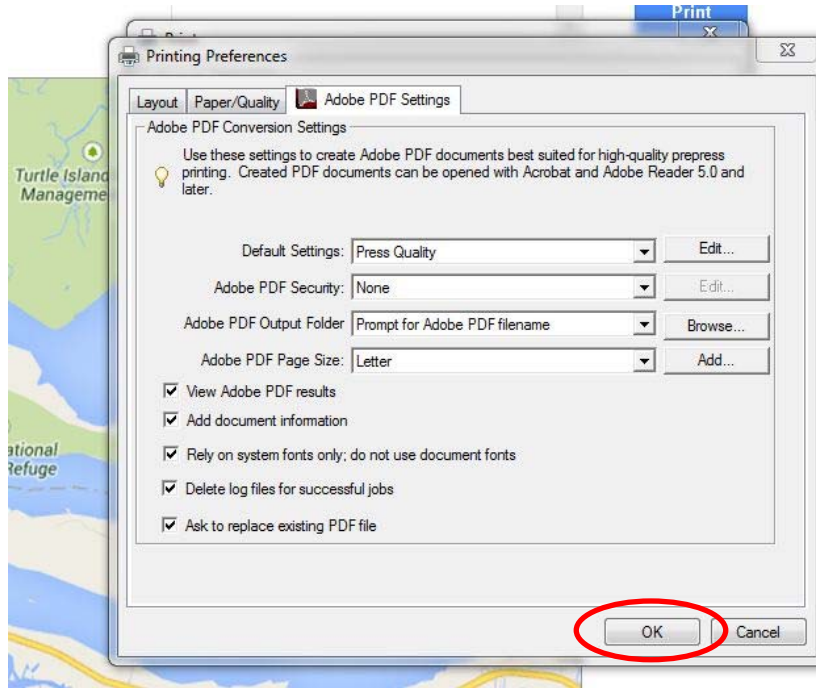 Print
Printing Preferences
Layout
Paper/Quality
Adobe PDF Settings
Adobe PDF Conversion Settings
Use these settings to create Adobe PDF documents best suited for high-quality prepress
printing. Created PDF documents can be opened with Acrobat and Adobe Reader 5.0 and
later.
Default Settings: Press Quality Edit...
Adobe PDF Security: None Edit...
Adobe PDF Output Folder Prompt for Adobe PDF filename Browse...
Adobe PDF Page Size: Letter Add...
View Adobe PDF results
Add document information
Rely on system fonts only; do not use document fonts
Delete log files for successful jobs
Ask to replace existing PDF file
OK Cancel
Turtle Island
Manageme
ational
Refuge